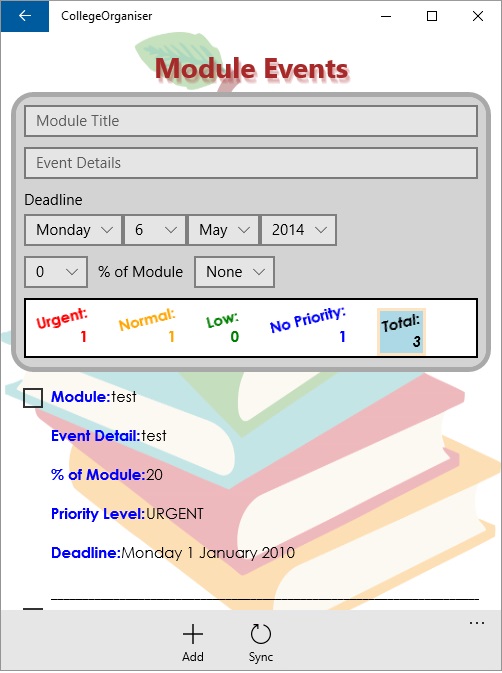 CollegeOrganiser
Module Events
Module Title
Event Details
Deadline
Monday 6 May 2014
0 % of Module None
Urgent: Normal: Low: No Priority: Total:
1 1 0 1 3
Module:test
Event Detail:test
% of Module:20
Priority Level:URGENT
Deadline:Monday 1 January 2010
Add Sync